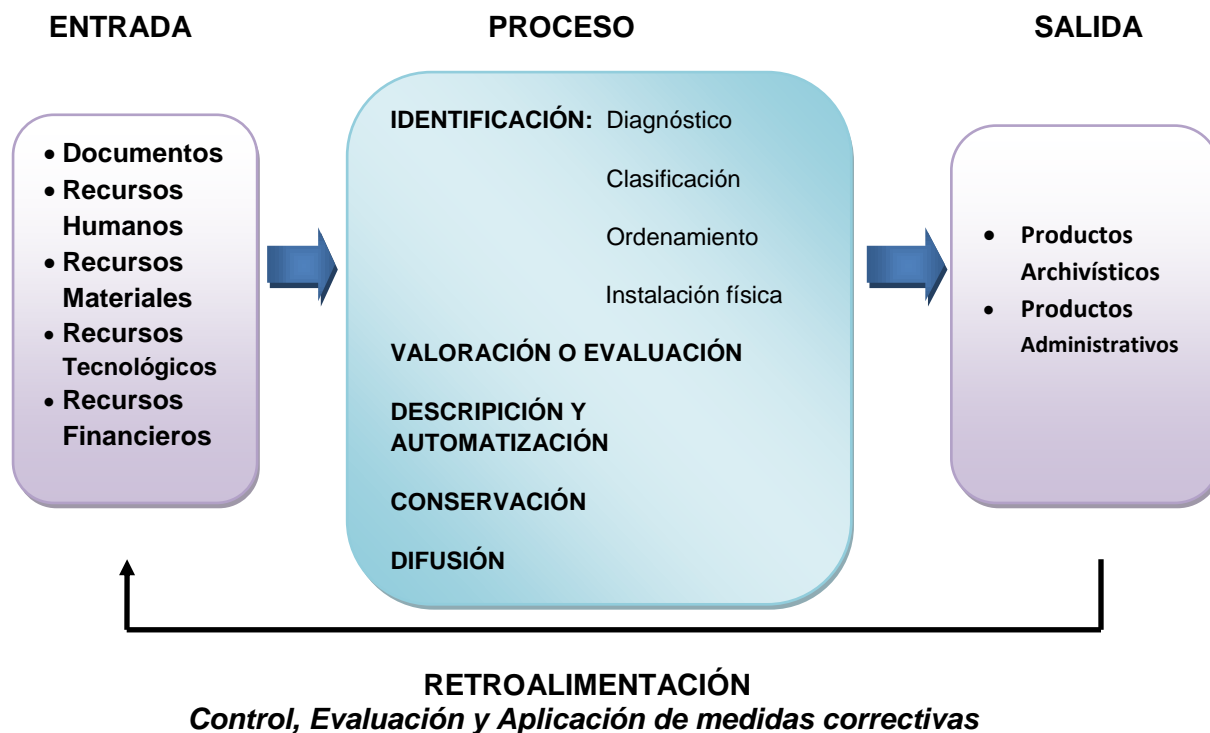 ENTRADA
PROCESO
SALIDA
• Documentos
• Recursos
Humanos
• Recursos
Materiales
• Recursos
Tecnológicos
• Recursos
Financieros
IDENTIFICACIÓN: Diagnóstico
Clasificación
Ordenamiento
Instalación física
VALORACIÓN O EVALUACIÓN
DESCRIPICIÓN Y
AUTOMATIZACIÓN
CONSERVACIÓN
DIFUSIÓN
• Productos
Archivísticos
• Productos
Administrativos
RETROALIMENTACIÓN
Control, Evaluación y Aplicación de medidas correctivas